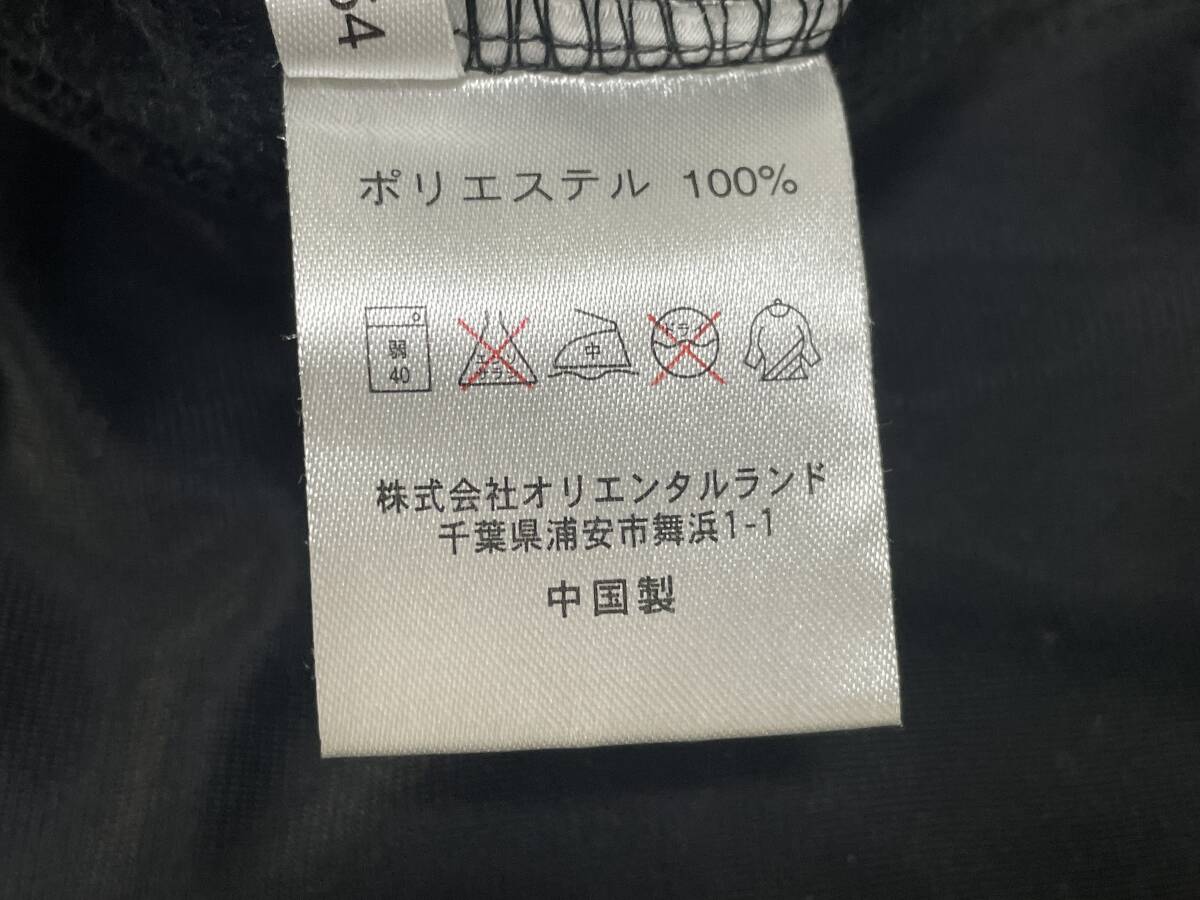 64
ポリエステル 100%
弱
40
中
株式会社オリエンタルランド
千葉県浦安市舞浜1-1
中国製